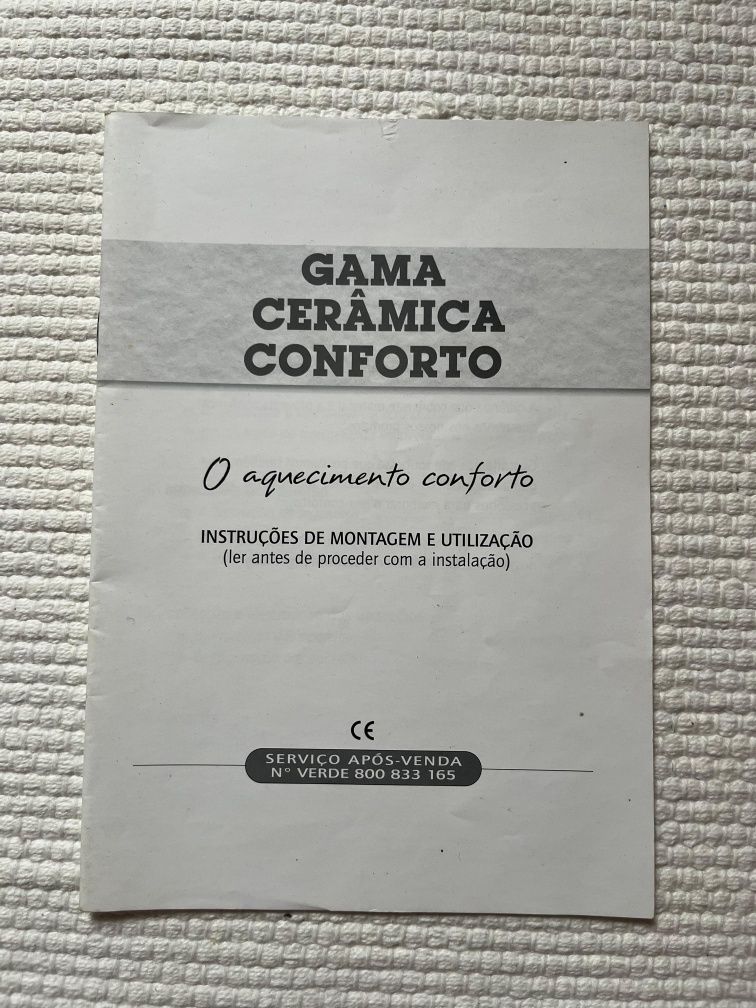 GAMA
CERÂMICA
CONFORTO
O aquecimento conforto
INSTRUÇÕES DE MONTAGEM E UTILIZAÇÃO
(ler antes de proceder com a instalação)
CE
SERVIÇO APÓS-VENDA
N° VERDE 800 833 165